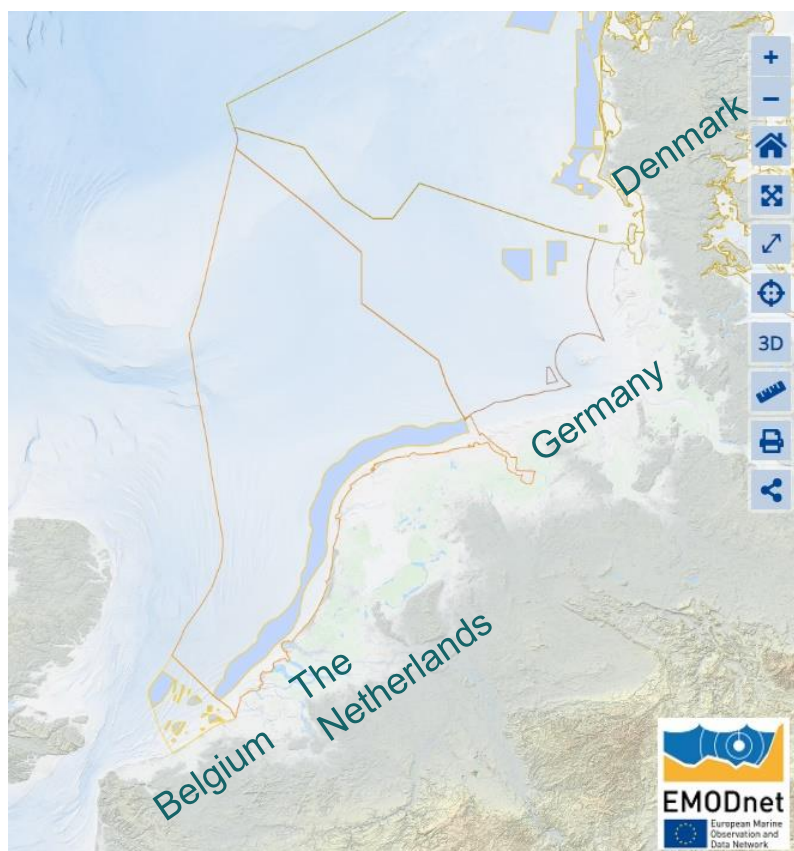 +
−
Denmark
3D
Germany
The
Netherlands
Belgium
EMODnet
European Marine
Observation and
Data Network